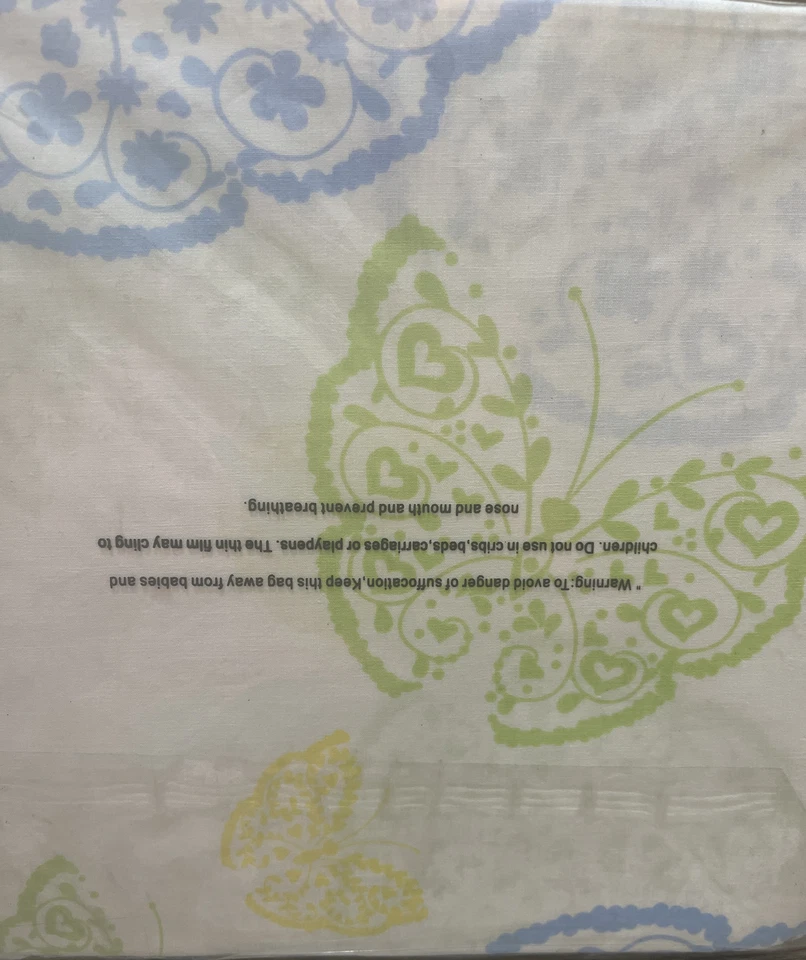 " Warning:To avoid danger of suffocation,Keep this bag away from babies and
children. Do not use in cribs,beds,carriages or playpens. The thin film may cling to
nose and mouth and prevent breathing.